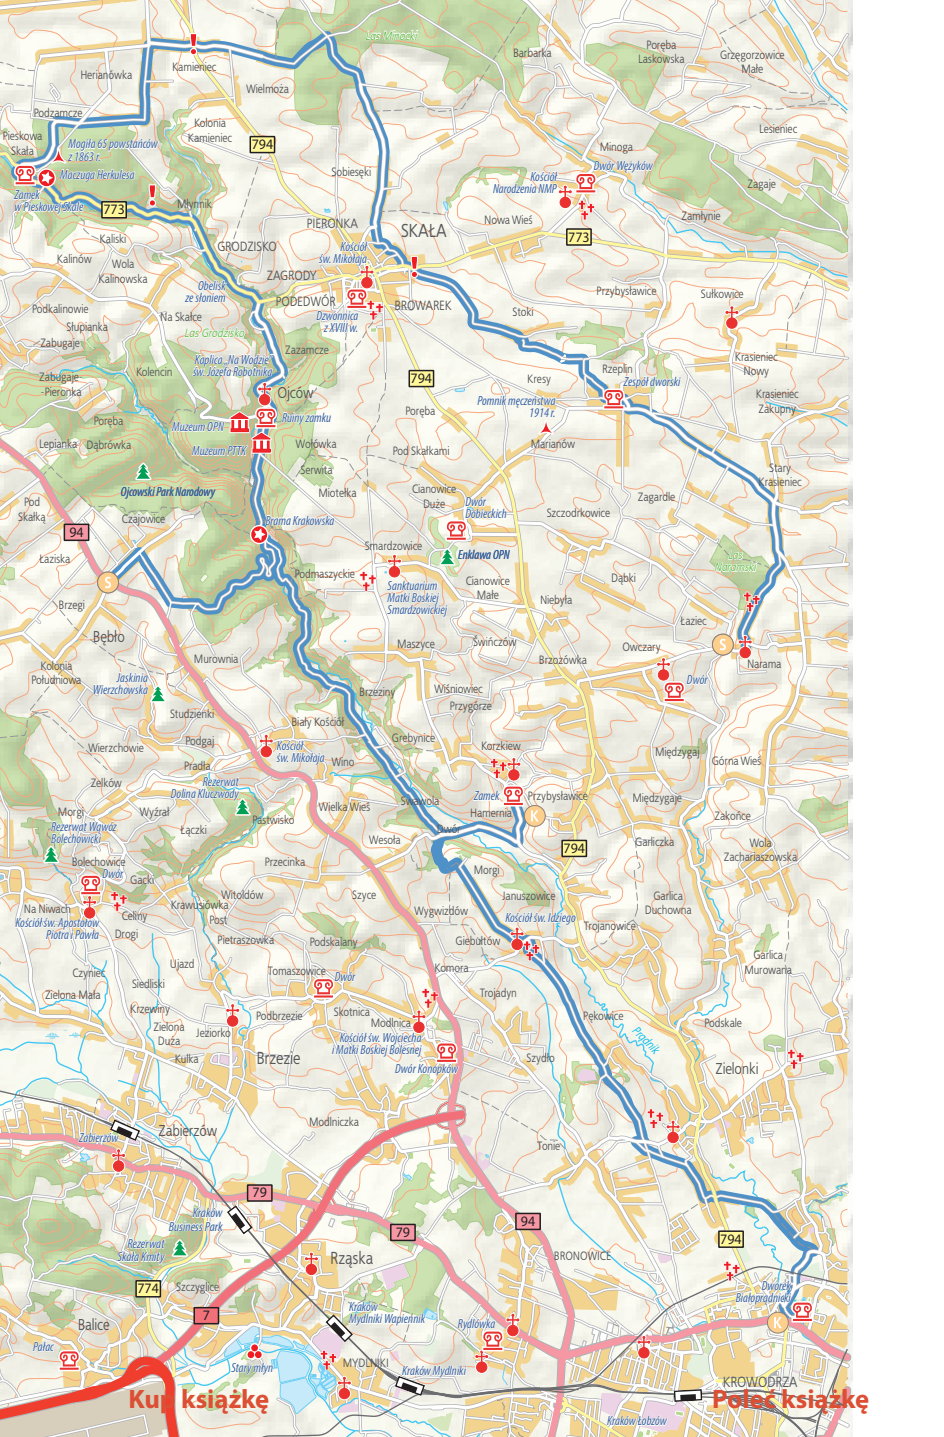 Las Minocki
Barbarka
Poręba
Laskowska
Grzęgorzowice
Małe
Kamieniec
Herianówka
Wielmoża
Podzamcze
Kolonia
Kamieniec
794
Lesieniec
Pieskowa
Skała
Mogiła 65 powstańców
z 1863 r.
Minoga
Dwór Wężyków
Maczuga Herkulesa
Sobiesęki
Kościół
Narodzenia NMP
Zagaje
Zamek
w Pieskowej Skale
773
Młynnik
Zamłynie
Nowa Wieś
PIERONKA
SKAŁA
773
Kaliski
GRODZISKO
Kościół
św. Mikołaja
Kalinów
Wola
Kalinowska
ZAGRODY
Obelisk
ze słoniem
PODEDWÓR
BROWAREK
Przybysławice
Sułkowice
Podkalinowie
Na Skałce
Dzwonnica
z XVIII w.
Stoki
Słupianka
Zabugaje
Las Grodzisko
Zazamcze
Kaplica „Na Wodzie”
św. Józefa Robotnika
Krasieniec
Nowy
Kolencin
794
Kresy
Rzeplin
Zespół dworski
Zabugaje
-Pieronka
Ojców
Pomnik męczeństwa
1914 r.
Krasieniec
Zakupny
Poręba
Muzeum OPN
Ruiny zamku
Poręba
Lepianka
Dąbrówka
Muzeum PTTK
Wołówka
Pod Skałkami
Marianów
Serwita
Stary
Krasieniec
Ojcowski Park Narodowy
Miotełka
Cianowice
Duże
Dwór
Dobieckich
Zagardle
Pod
Skałką
Czajowice
Brama Krakowska
Szczodrkowice
94
Smardzowice
Enklawa OPN
Las
Naramski
Łaziska
Podmaszyckie
Sanktuarium
Matki Boskiej
Smardzowickiej
Cianowice
Małe
Dąbki
S
Niebyła
Brzegi
Łaziec
Bębło
Maszyce
Świńczów
Owczary
S
Murownia
Brzozówka
Narama
Kolonia
Południowa
Jaskinia
Wierzchowska
Dwór
Brzeziny
Wiśniowiec
Przygórze
Studzienki
Biały Kościół
Podgaj
Grębynice
Korzkiew
Wierzchowie
Kościół
św. Mikołaja
Międzygaj
Górna Wieś
Pradła
Wino
Zelków
Rezerwat
Dolina Kluczwody
Zamek
Przybysławice
Międzygaje
Morgi
Wyźrał
Pastwisko
Wielka Wieś
Hamernia
K
Zakońce
Rezerwat Wąwóz
Bolechowicki
Łączki
Wesoła
Dwór
794
Garliczka
Wola
Zachariaszowska
Bolechowice
Dwór
Przecinka
Morgi
Gacki
Witoldów
Szyce
Januszowice
Garlica
Duchowna
Na Niwach
Krawusiówka
Wygwizdów
Kościół św. Idziego
Celiny
Post
Trojanowice
Kościół św. Apostołów
Piotra i Pawła
Drogi
Pietraszowka
Podskalany
Giebułtów
Garlica
Murowana
Ujazd
Komora
Czyniec
Tomaszowice
Dwór
Siedliski
Zielona Mała
Trojadyn
Krzewiny
Podbrzezie
Skotnica
Pękowice
Modlnica
Podskale
Zielona
Duża
Jeziorko
Kościół św. Wojciecha
i Matki Boskiej Bolesnej
Prądnik
Kulka
Brzezie
Dwór Konopków
Szydło
Zielonki
Modlniczka
Zabierzów
Zabierzów
Tonie
79
Kraków
Business Park
94
79
794
Rezerwat
Skała Kmity
Rząska
BRONOWICE
Szczyglice
774
Dworek
Białoprądnicki
7
Kraków
Mydlniki Wapiennik
Balice
Rydlówka
K
Pałac
Stary młyn
MYDLNIKI
Kraków Mydlniki
KROWODRZA
Kup książkę
Poleć książkę
Kraków Łobzów